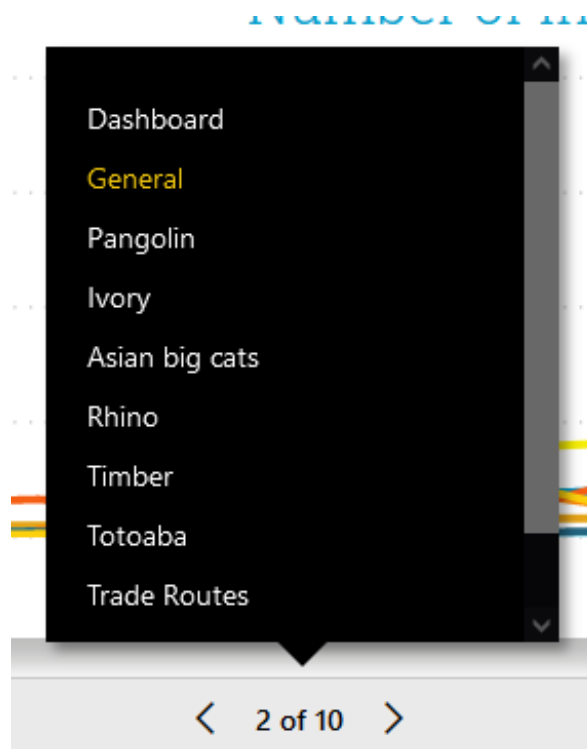 Dashboard
General
Pangolin
Ivory
Asian big cats
Rhino
Timber
Totoaba
Trade Routes
2 of 10